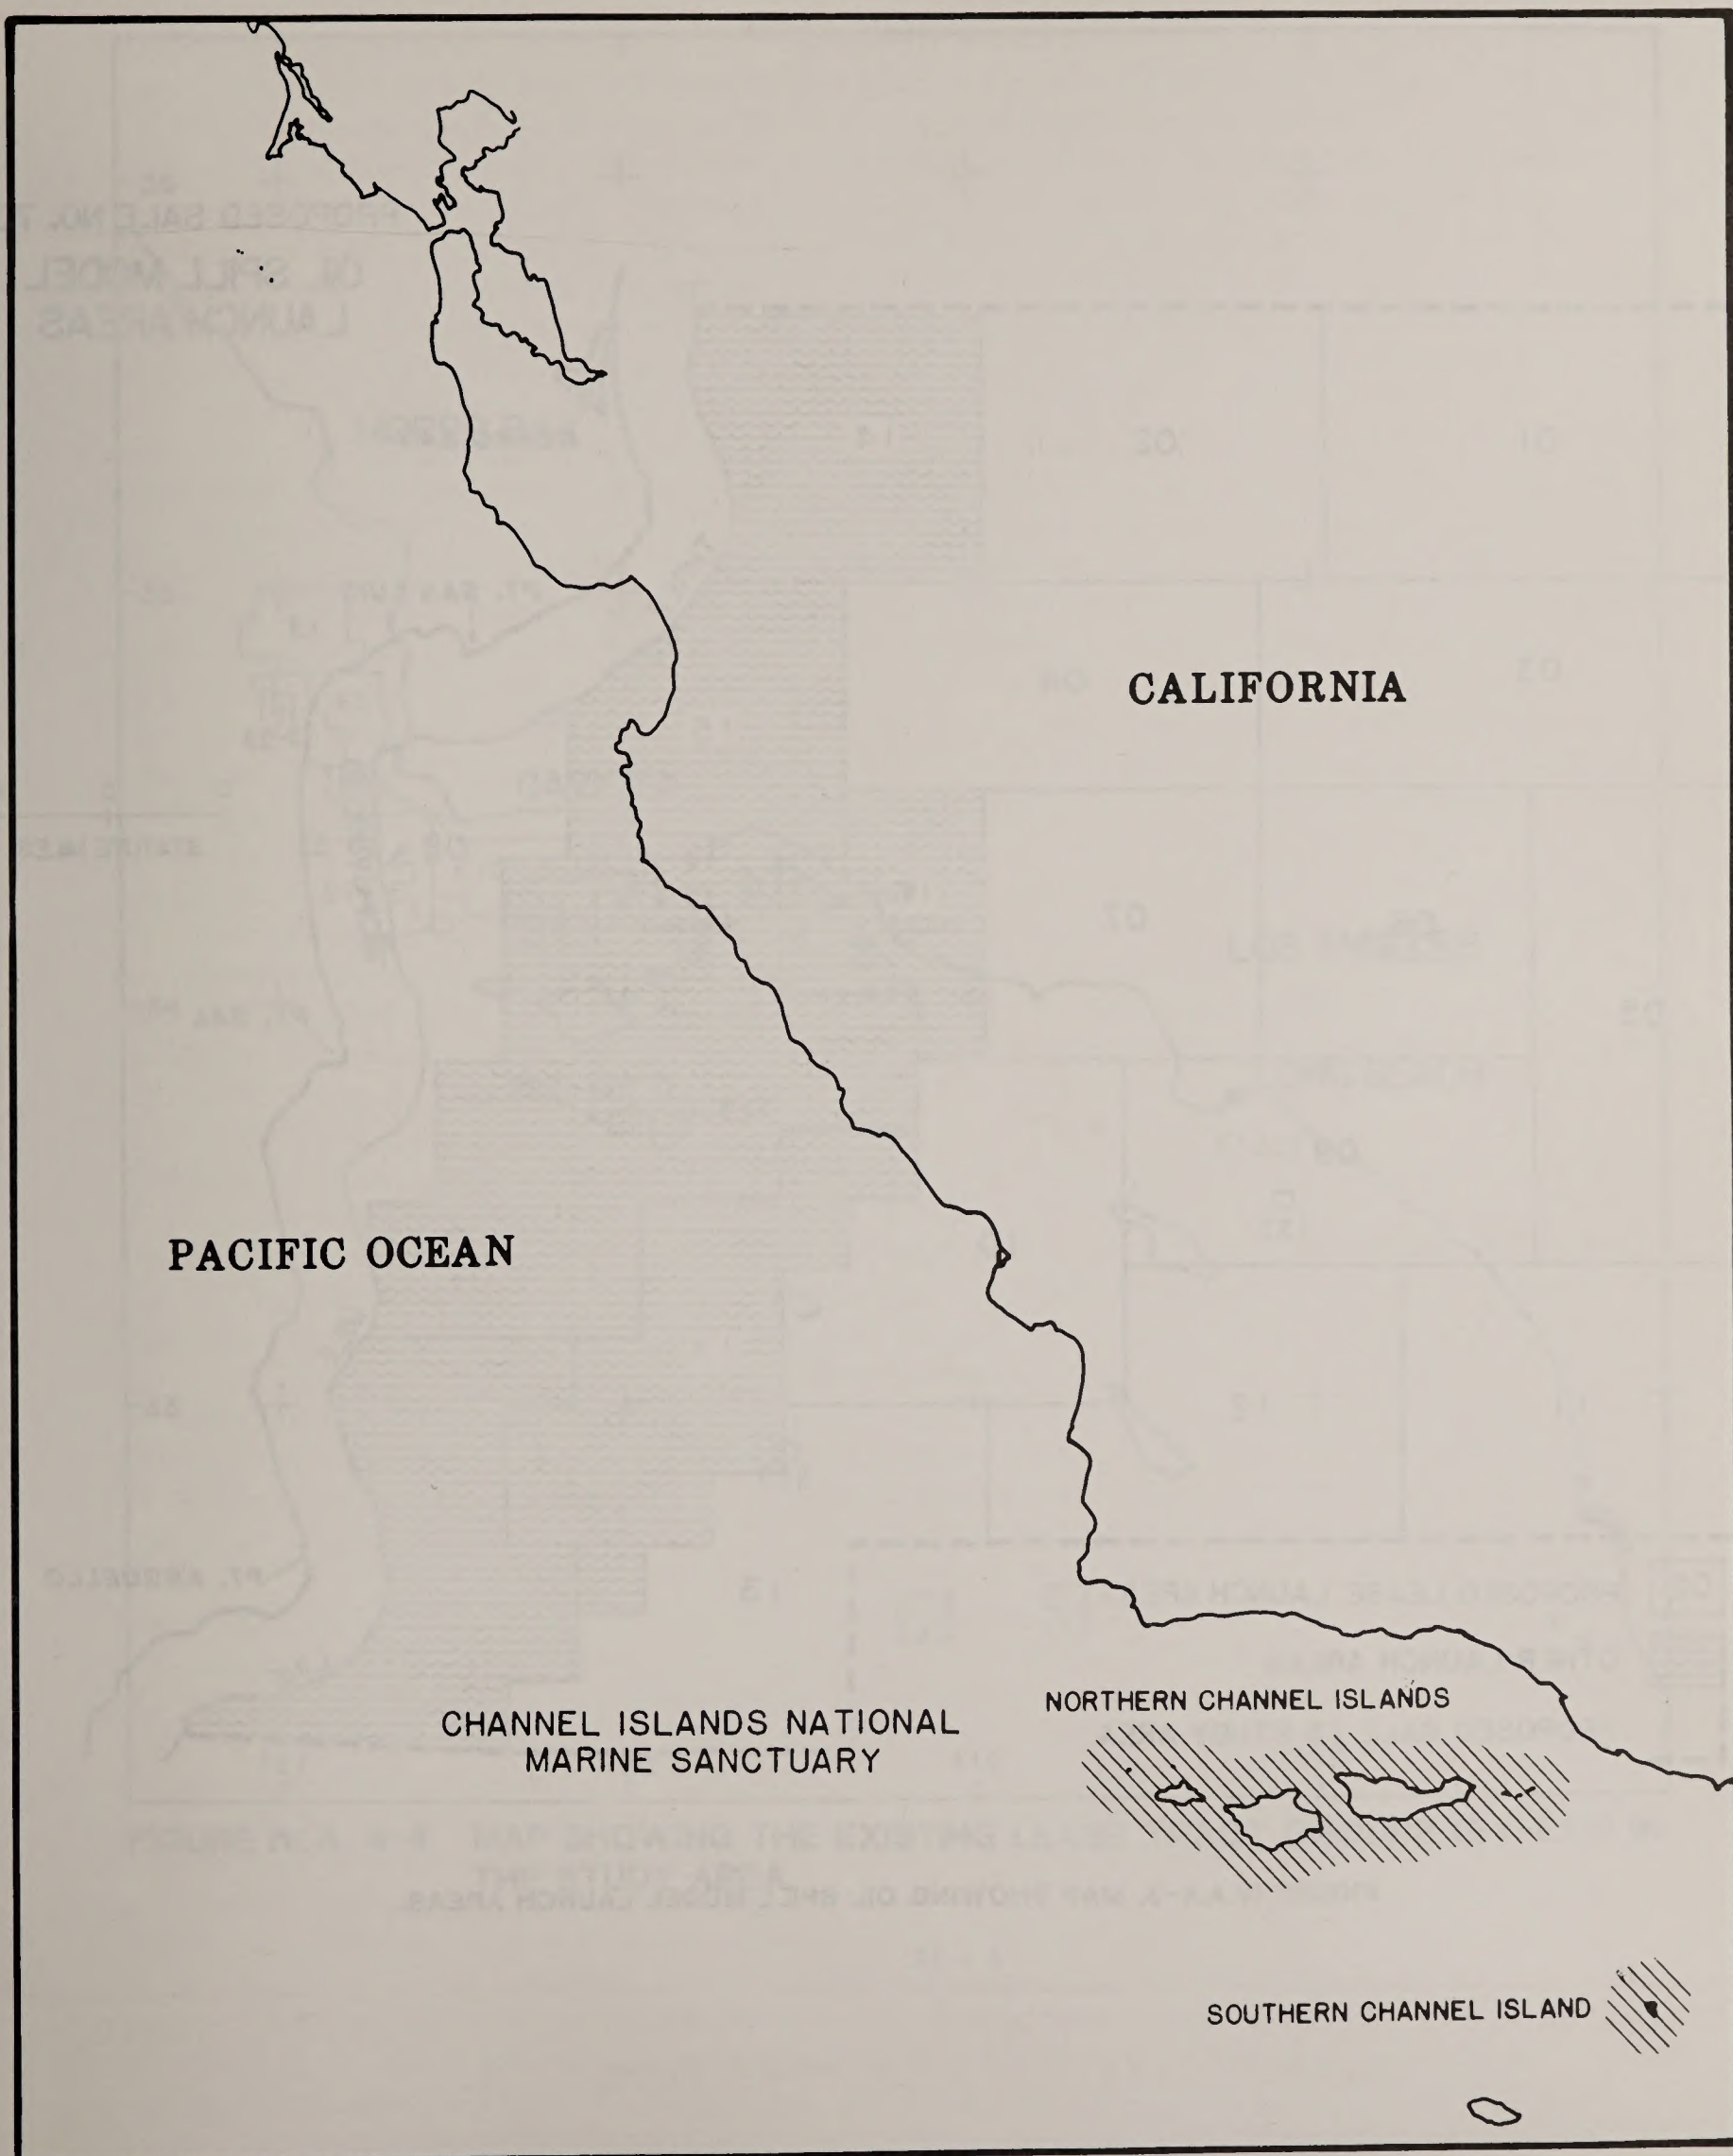 CALIFORNIA
PACIFIC OCEAN
NORTHERN CHANNEL ISLANDS
CHANNEL ISLANDS NATIONAL
MARINE SANCTUARY
SOUTHERN CHANNEL ISLAND